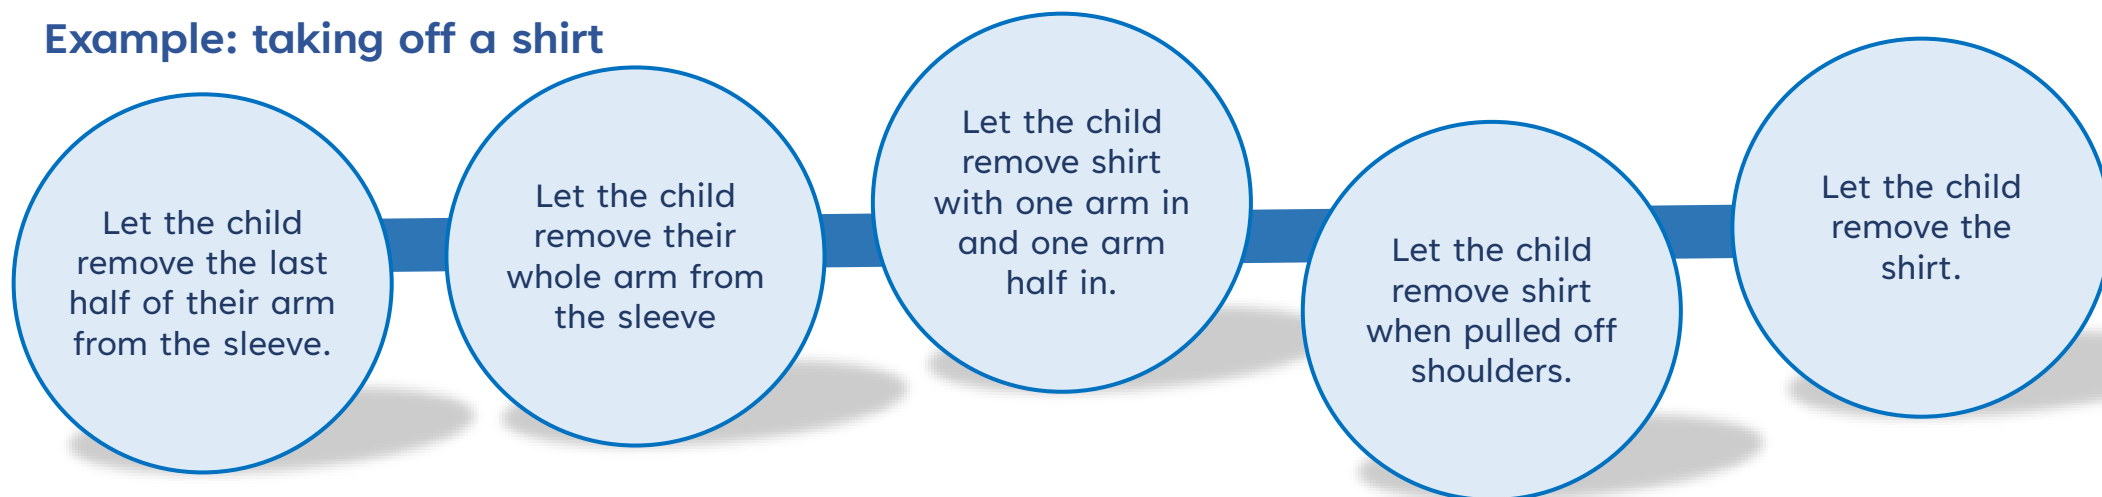 Example: taking off a shirt
Let the child
remove the last
half of their arm
from the sleeve.
Let the child
remove their
whole arm from
the sleeve
Let the child
remove shirt
with one arm in
and one arm
half in.
Let the child
remove shirt
when pulled off
shoulders.
Let the child
remove the
shirt.